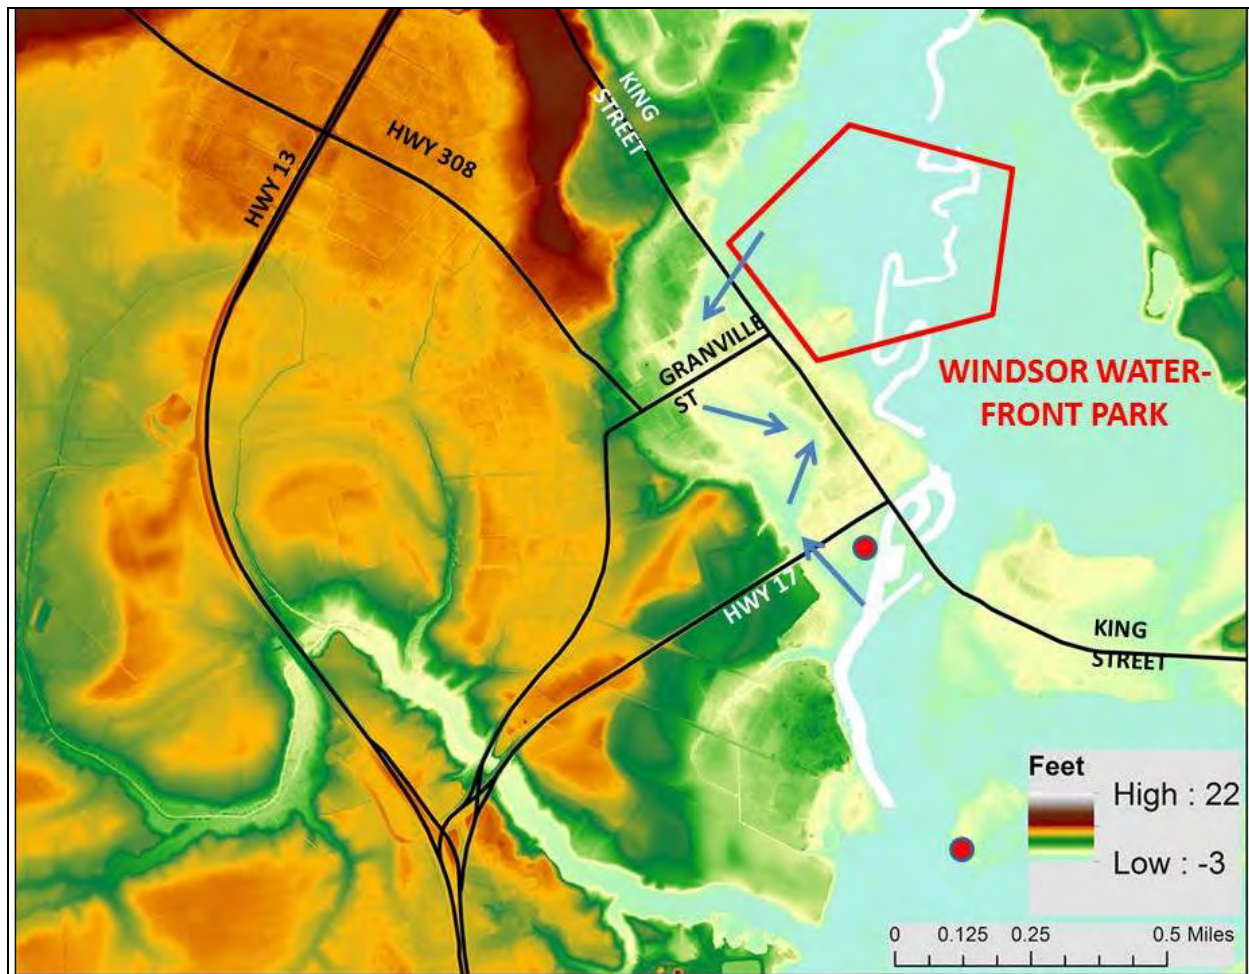 KING
STREET
HWY 308
HWY 13
GRANVILLE
ST
WINDSOR WATER-
FRONT PARK
HWY 17
KING
STREET
Feet
High : 22
Low : -3
0 0.125 0.25 0.5 Miles